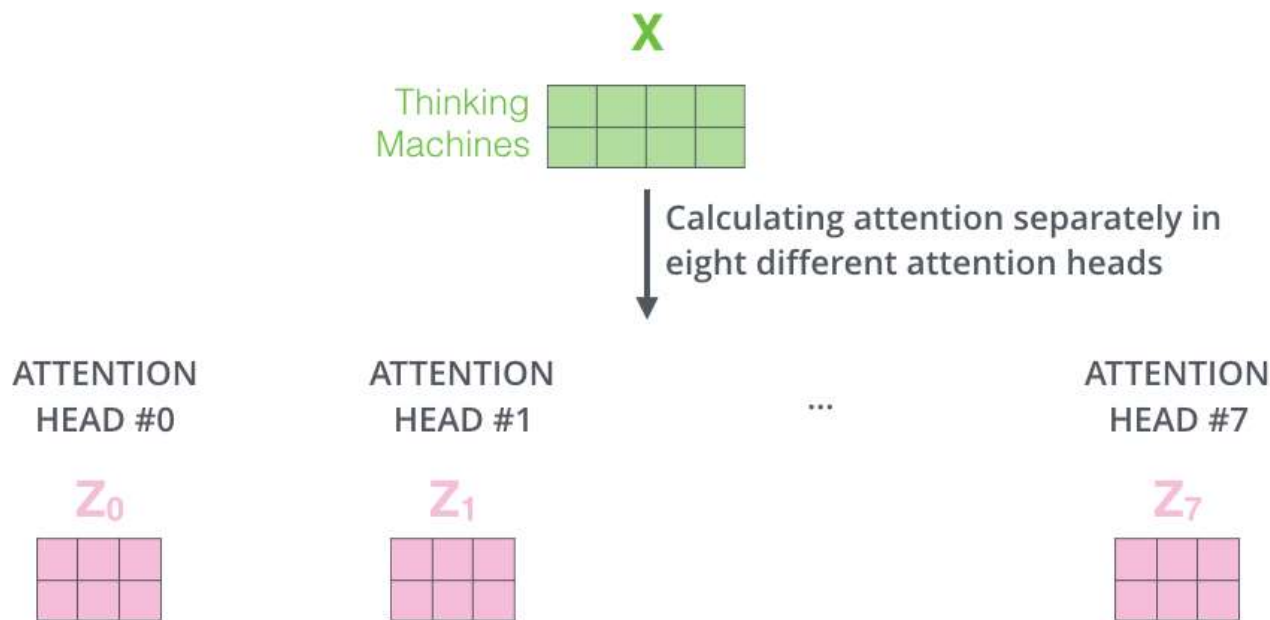 X
Thinking
Machines
Calculating attention separately in
eight different attention heads
ATTENTION
HEAD #0
ATTENTION
HEAD #1
...
ATTENTION
HEAD #7
Z0
Z1
Z7